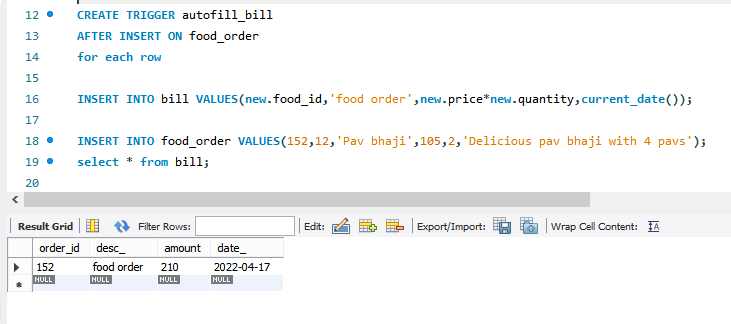 12 CREATE TRIGGER autofill_bill
13 AFTER INSERT ON food_order
14 for each row
15
16 INSERT INTO bill VALUES(new.food_id,'food order',new.price*new.quantity,current_date());
17
18 INSERT INTO food_order VALUES(152,12,'Pav bhaji',105,2,'Delicious pav bhaji with 4 pavs');
19 select * from bill;
20
Result Grid Filter Rows: Edit: Export/Import: Wrap Cell Content: IA
order_id desc_ amount date_
152 food order 210 2022-04-17
NULL NULL NULL NULL